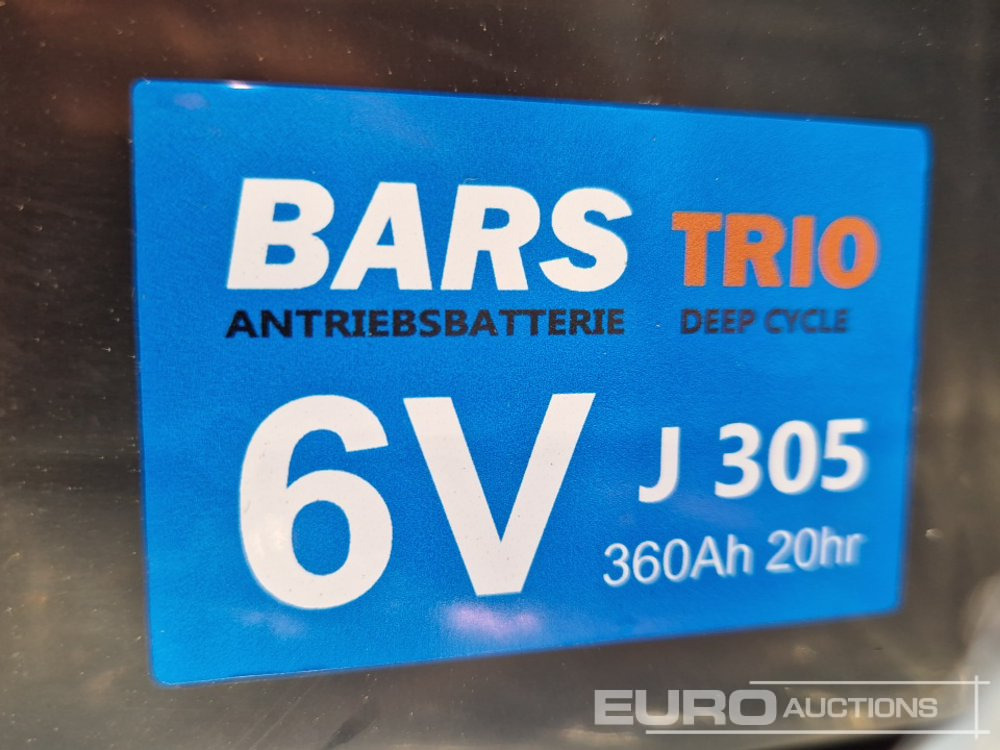 BARS TRIO
ANTRIEBSBATTERIE DEEP CYCLE
6V J 305
360Ah 20hr
EURO AUCTIONS